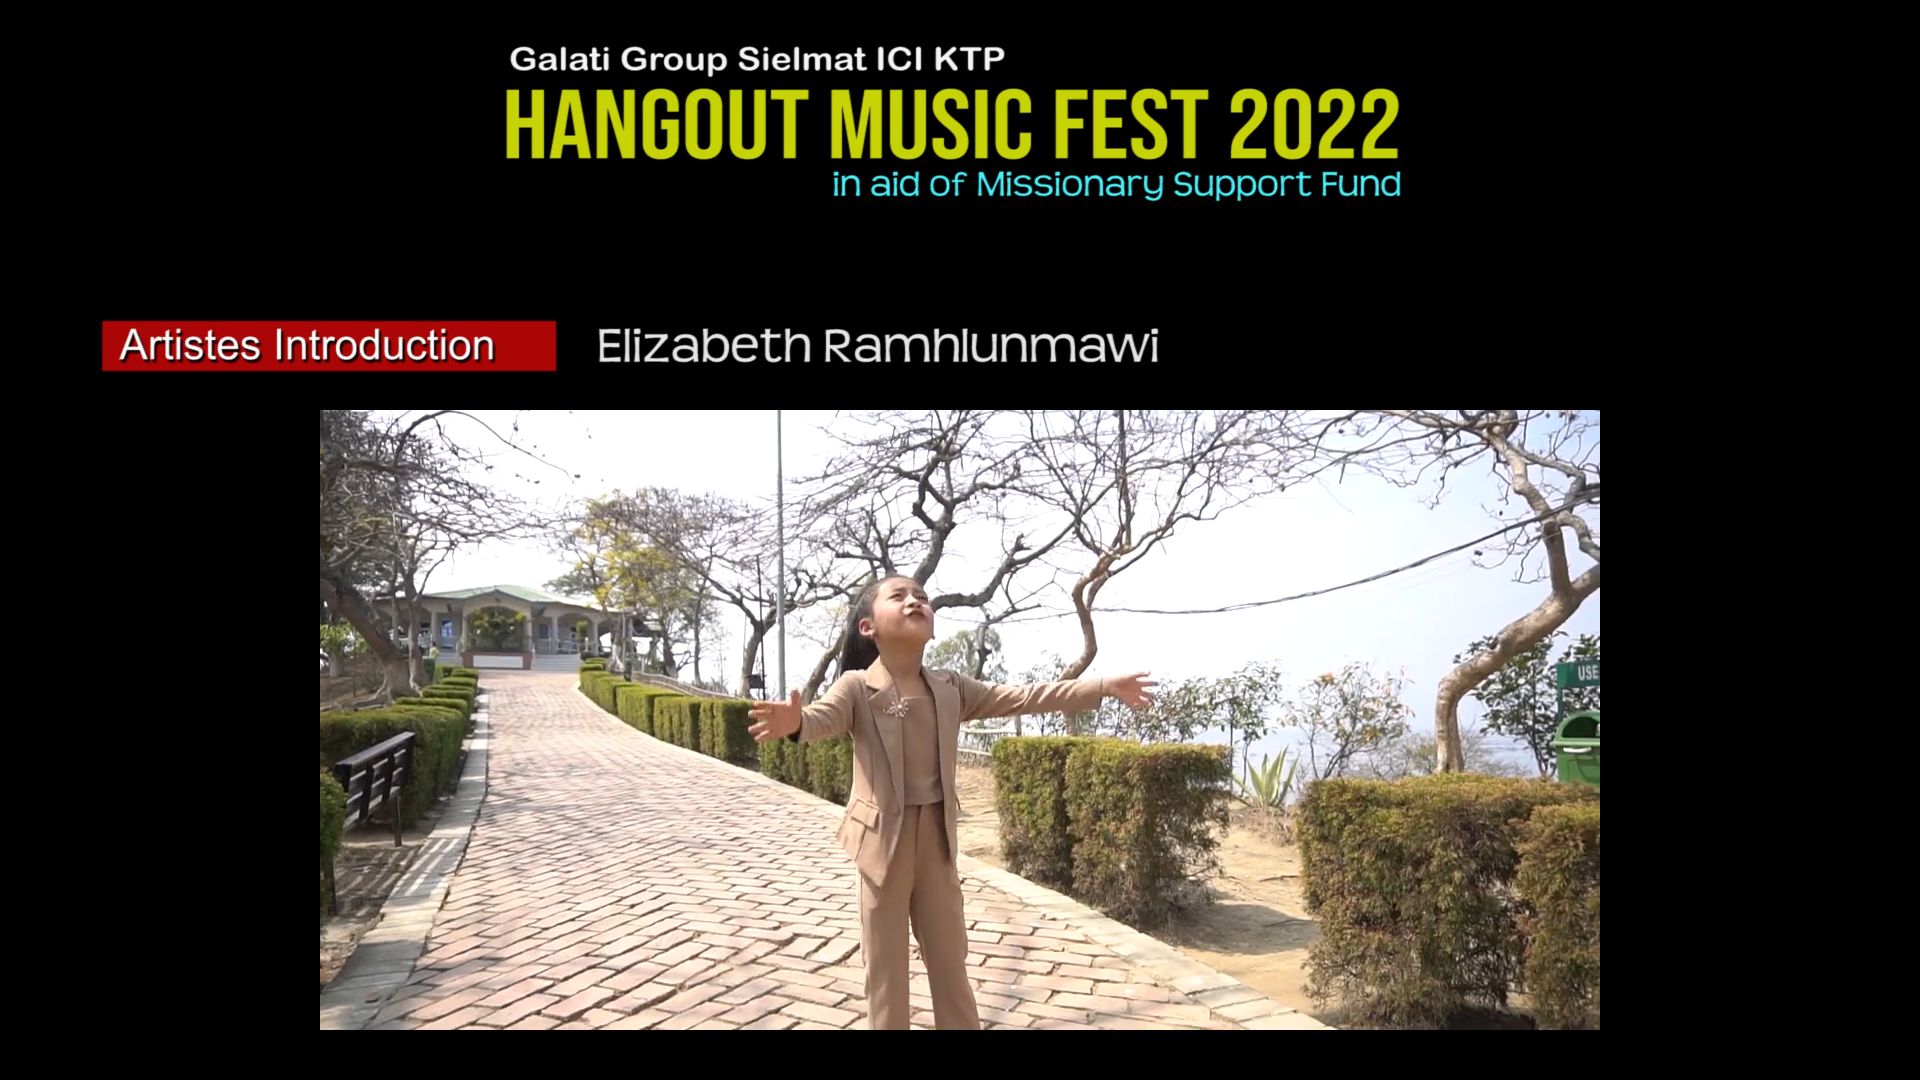 Galati Group Sielmat ICI KTP
HANGOUT MUSIC FEST 2022
in aid of Missionary Support Fund
Artistes Introduction
Elizabeth Ramhlunmawi
USE